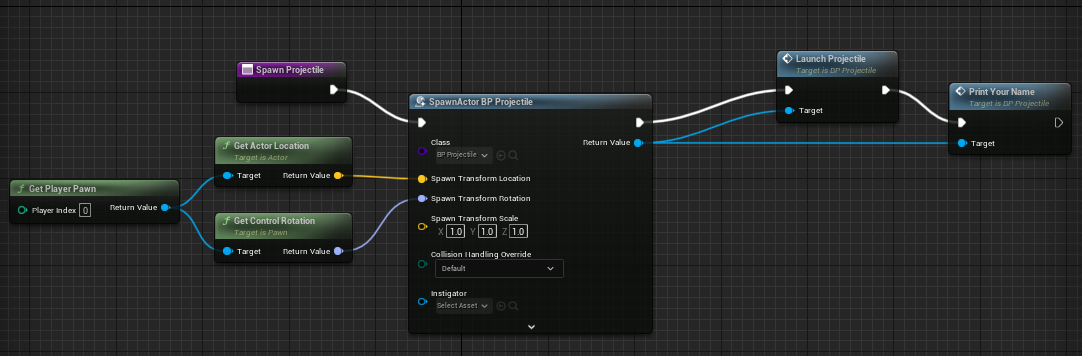 Spawn Projectile
Get Player Pawn
Player Index 0 Return Value
Get Actor Location
Target is Actor
Target Return Value
Get Control Rotation
Target is Pawn
Target Return Value
SpawnActor BP Projectile
Class
BP Projectile
Return Value
Spawn Transform Location
Spawn Transform Rotation
Spawn Transform Scale
X 1.0 Y 1.0 Z 1.0
Collision Handling Override
Default
Instigator
Select Asset
Launch Projectile
Target is BP Projectile
Target
Print Your Name
Target is BP Projectile
Target